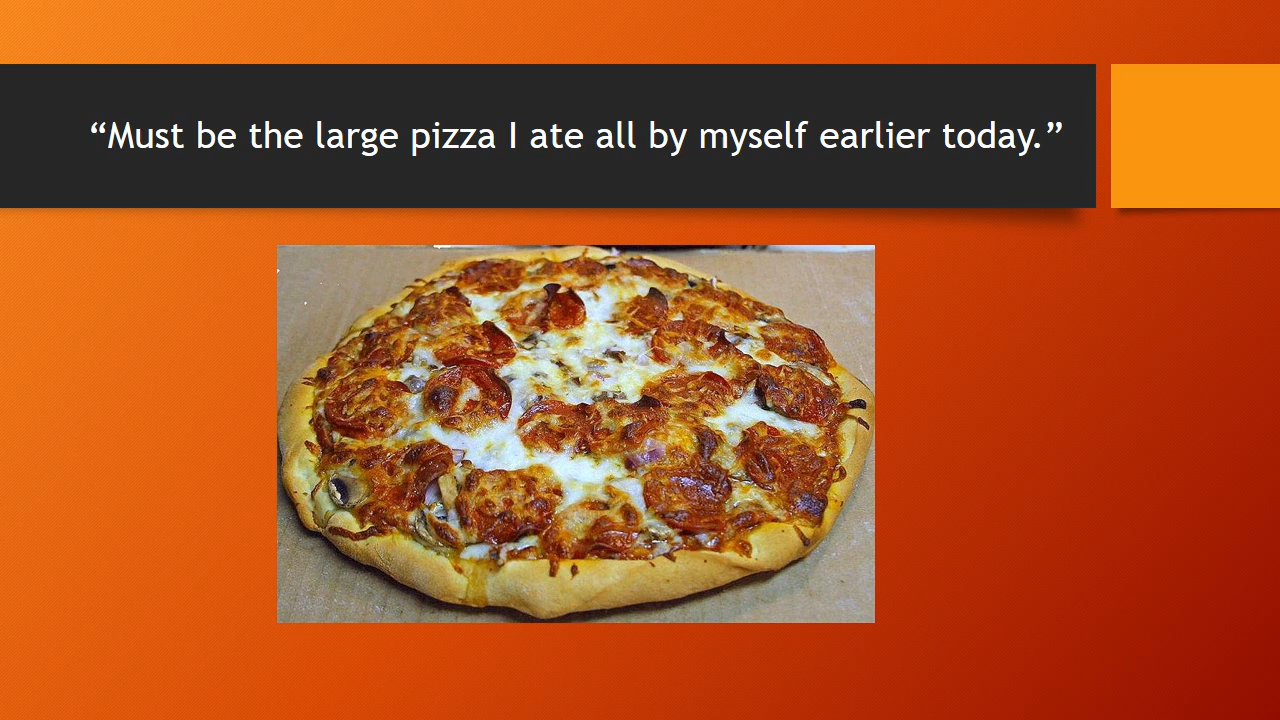 “Must be the large pizza I ate all by myself earlier today.”